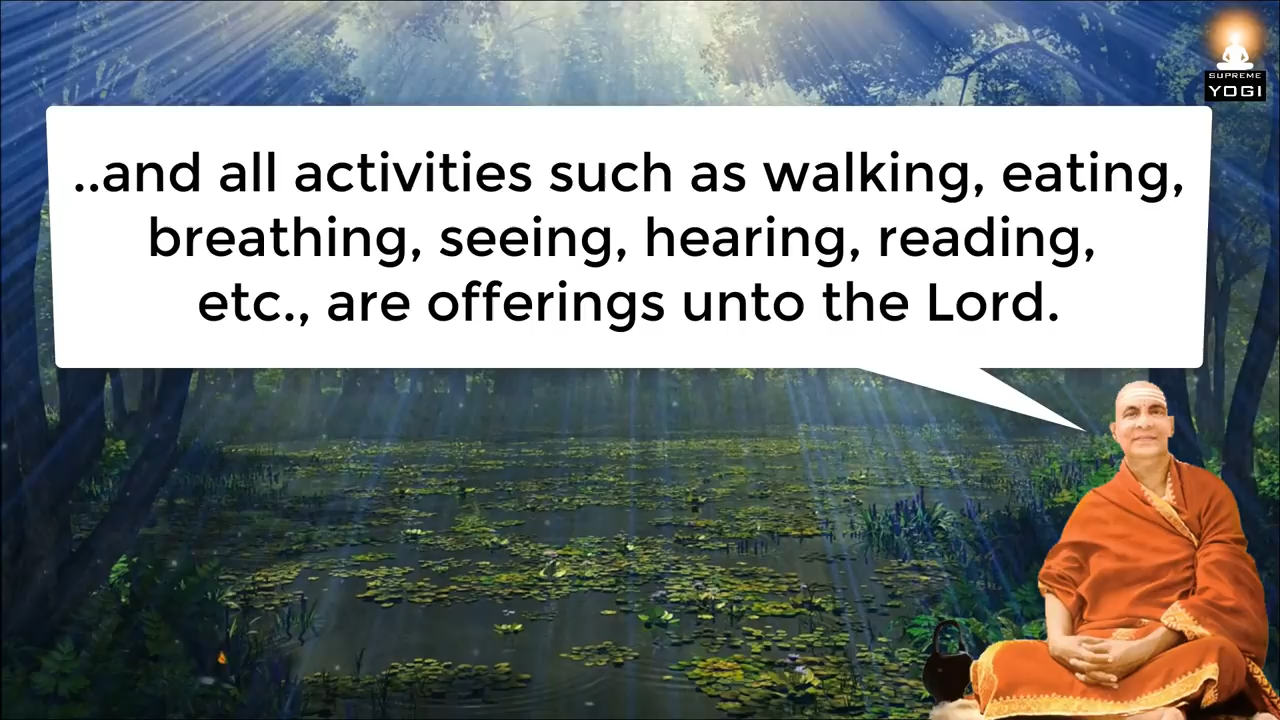 SUPREME
YOGI
..and all activities such as walking, eating,
breathing, seeing, hearing, reading,
etc., are offerings unto the Lord.